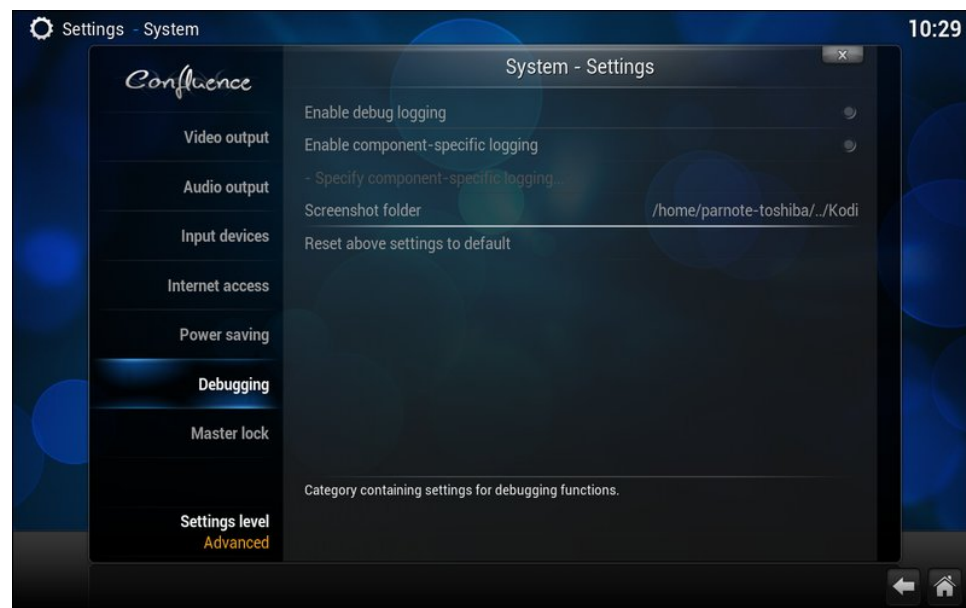 Settings - System
10:29
Confluence
System - Settings
x
Video output
Audio output
Input devices
Internet access
Power saving
Debugging
Master lock
Settings level
Advanced
Enable debug logging
Enable component-specific logging
- Specify component-specific logging...
Screenshot folder /home/parnote-toshiba/../Kodi
Reset above settings to default
Category containing settings for debugging functions.